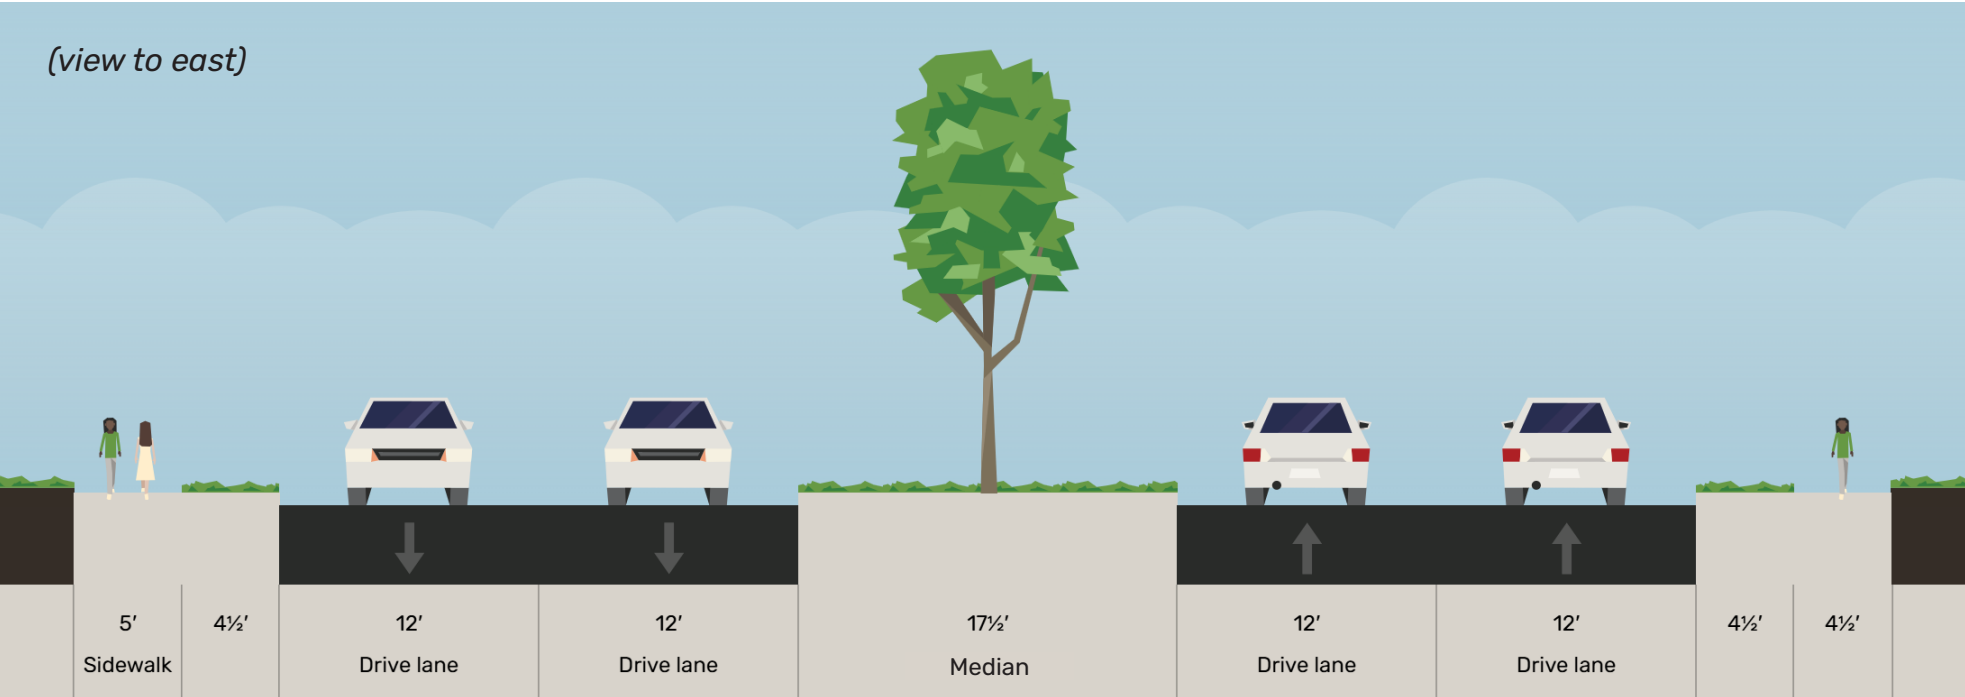 (view to east)
5′ 4½′ 12′ 12′ 17½′ 12′ 12′ 4½′ 4½′
Sidewalk Drive lane Drive lane Median Drive lane Drive lane